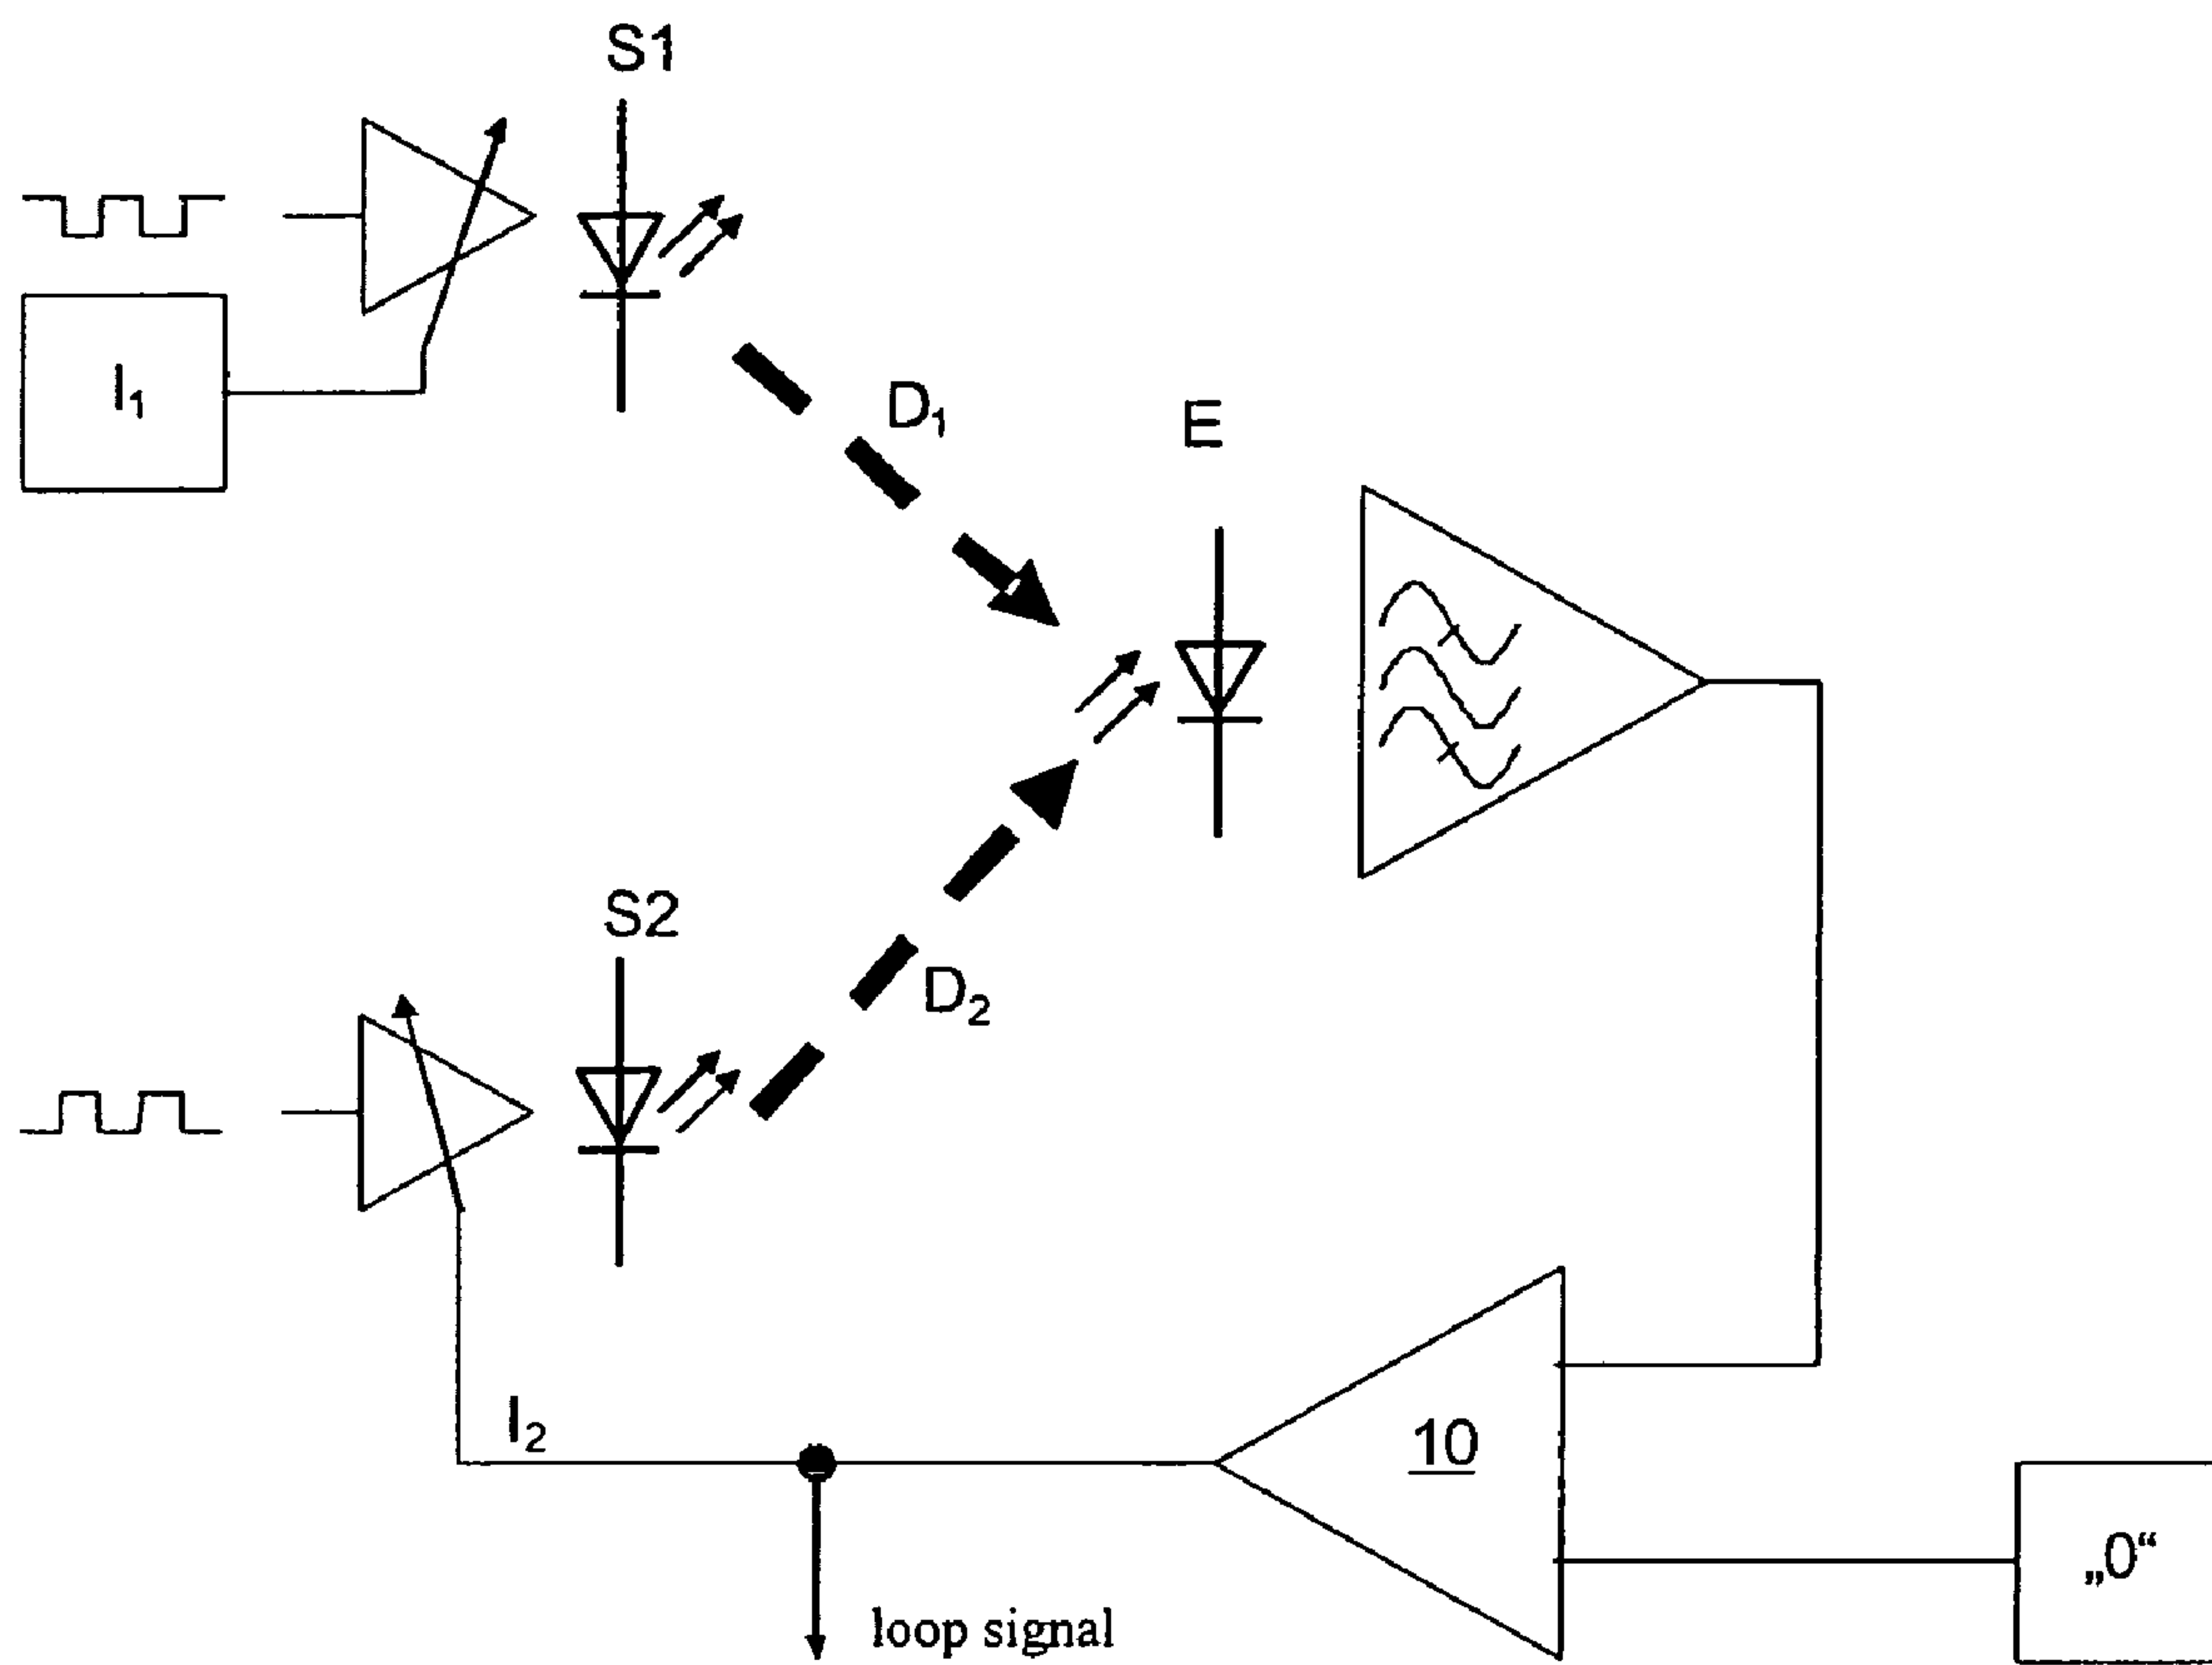 S1
I₁
D₁
E
S2
D₂
I₂
10
„0“
loop signal